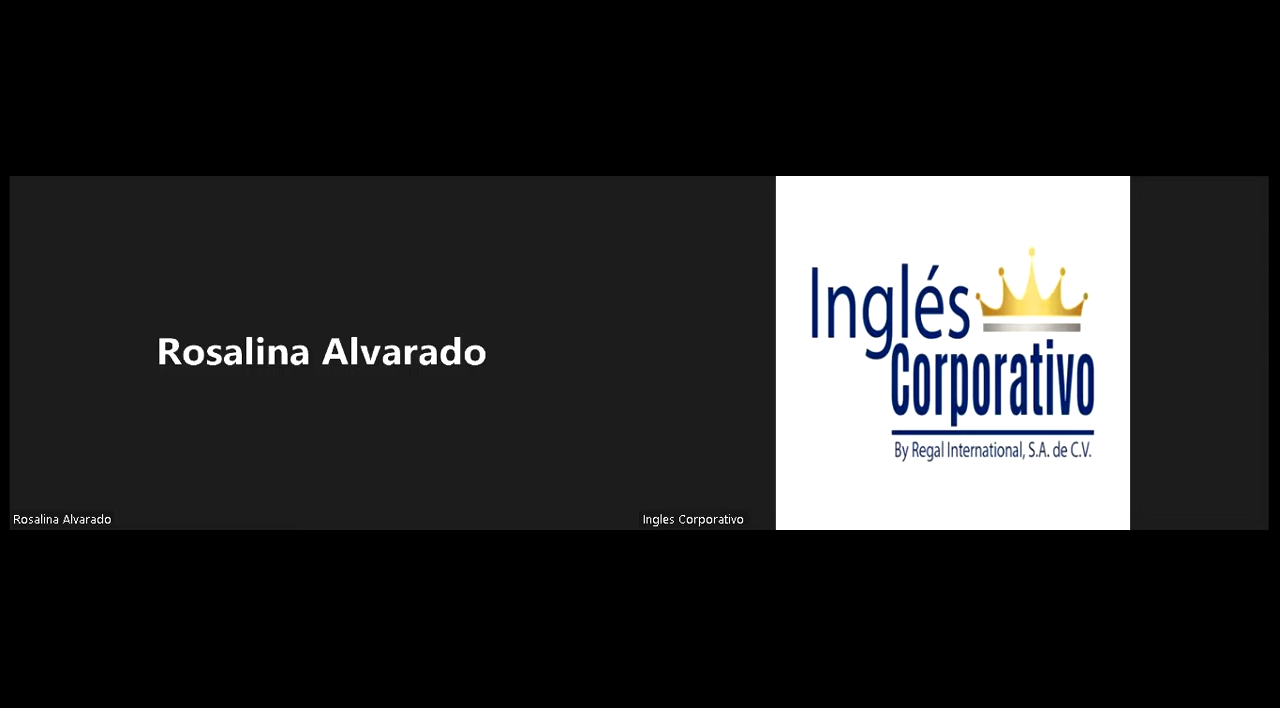 Rosalina Alvarado
Rosalina Alvarado
Inglés
Corporativo
By Regal International, S.A. de C.V.
Ingles Corporativo